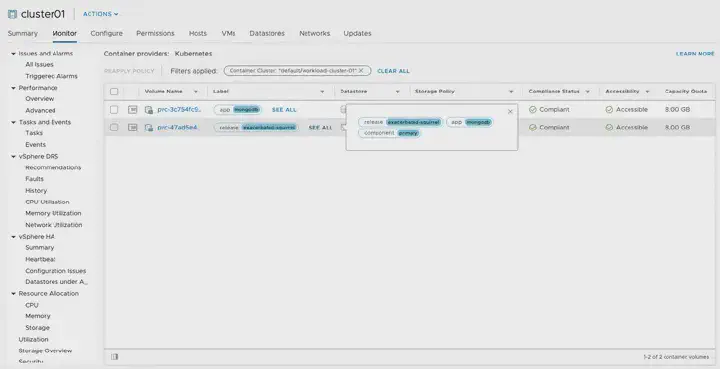 cluster01
ACTIONS
Summary Monitor Configure Permissions Hosts VMs Datastores Networks Updates
Issues and Alarms
All Issues
Triggered Alarms
Performance
Overview
Advanced
Tasks and Events
Tasks
Events
vSphere DRS
Recommendations
Faults
History
CPU Utilization
Memory Utilization
Network Utilization
vSphere HA
Summary
Heartbeat
Configuration Issues
Datastores under A...
Resource Allocation
CPU
Memory
Storage
Utilization
Storage Overview
Security
Container providers: Kubernetes
LEARN MORE
REAPPLY POLICY Filters applied: Container Cluster: "default/workload-cluster-01" CLEAR ALL
Volume Name Label Datastore Storage Policy Compliance Status Accessibility Capacity Quota
pvc-3c754fc5... app mongodb SEE ALL Compliant Accessible 8.00 GB
release exacerbated-squirrel SEE ALL Compliant Accessible 8.00 GB
release exacerbated-squirrel app mongodb
component primary
1-2 of 2 container volumes